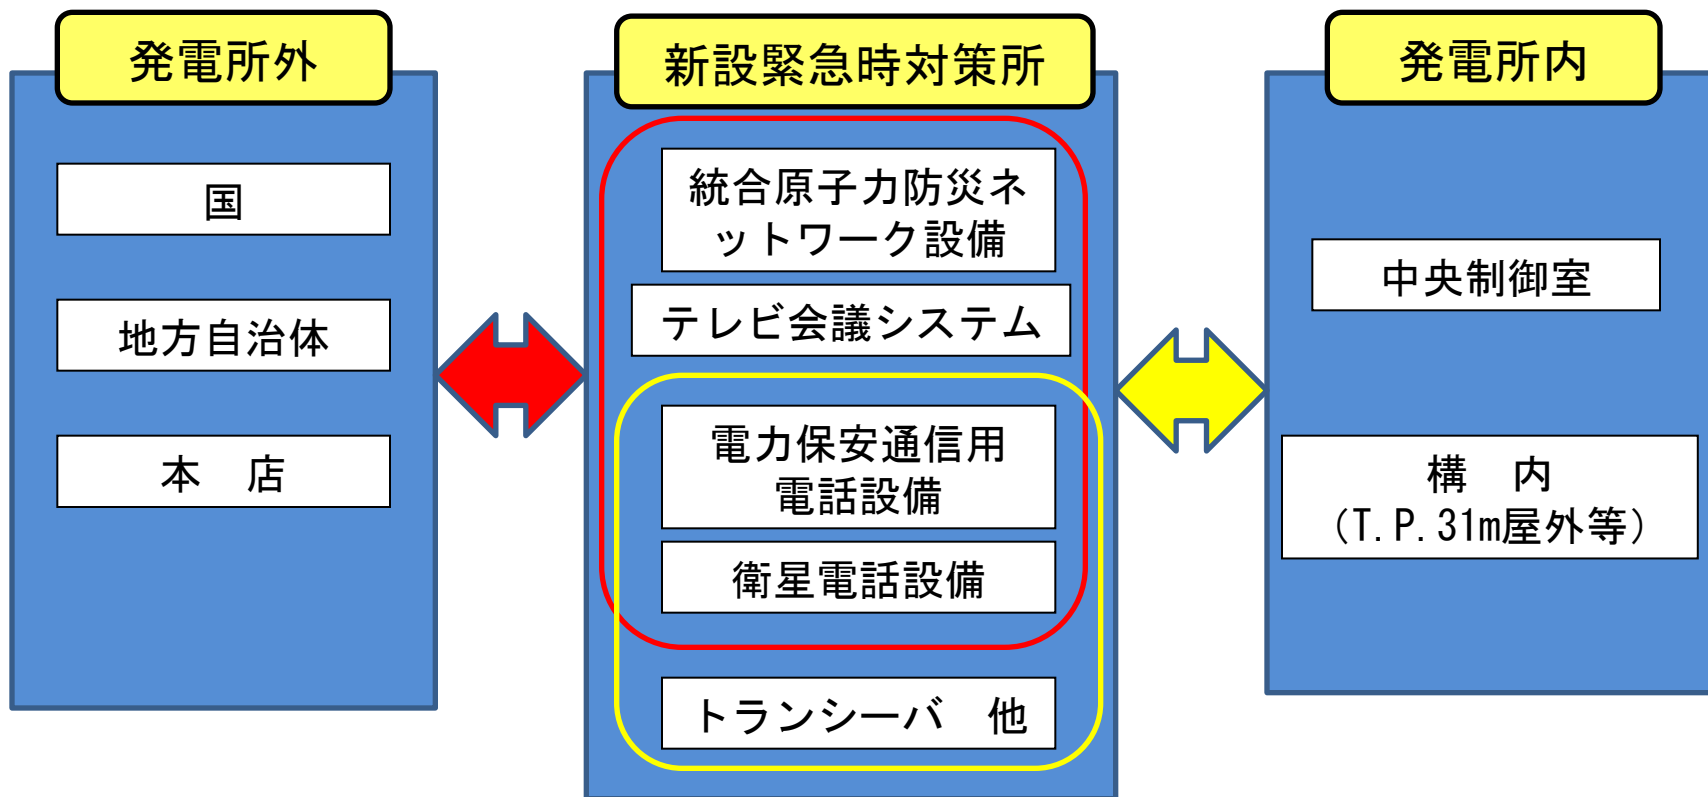 発電所外
国
地方自治体
本　店
新設緊急時対策所
統合原子力防災ネ
ットワーク設備
テレビ会議システム
電力保安通信用
電話設備
衛星電話設備
トランシーバ　他
発電所内
中央制御室
構　内
（T.P.31m屋外等）